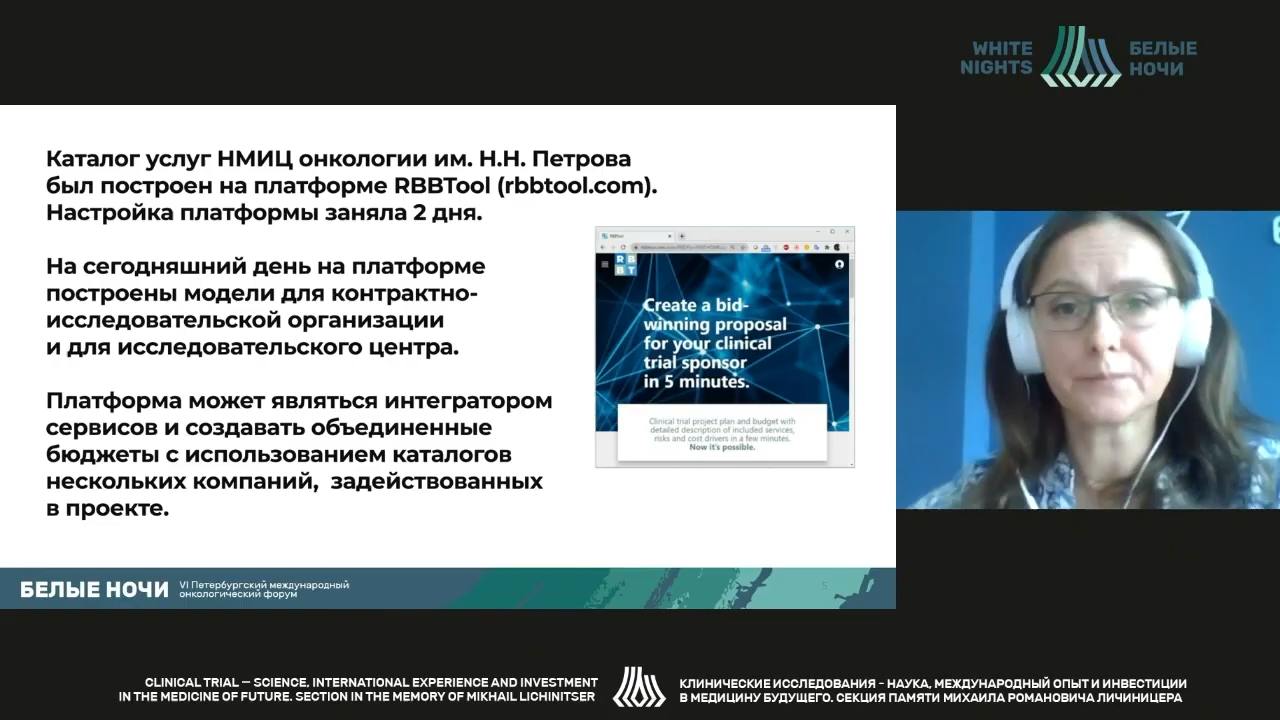 WHITE
NIGHTS
БЕЛЫЕ
НОЧИ
Каталог услуг НМИЦ онкологии им. Н.Н. Петрова
был построен на платформе RBBTool (rbbtool.com).
Настройка платформы заняла 2 дня.
На сегодняшний день на платформе
построены модели для контрактно-
исследовательской организации
и для исследовательского центра.
Платформа может являться интегратором
сервисов и создавать объединенные
бюджеты с использованием каталогов
нескольких компаний, задействованных
в проекте.
RB
BT
Create a bid-
winning proposal
for your clinical
trial sponsor
in 5 minutes.
Clinical trial project plan and budget with
detailed description of included services,
risks and cost drivers in a few minutes.
Now it's possible.
БЕЛЫЕ НОЧИ
VI Петербургский международный
онкологический форум
5
CLINICAL TRIAL – SCIENCE, INTERNATIONAL EXPERIENCE AND INVESTMENT
IN THE MEDICINE OF FUTURE. SECTION IN THE MEMORY OF MIKHAIL LICHINITSER
КЛИНИЧЕСКИЕ ИССЛЕДОВАНИЯ - НАУКА, МЕЖДУНАРОДНЫЙ ОПЫТ И ИНВЕСТИЦИИ
В МЕДИЦИНУ БУДУЩЕГО. СЕКЦИЯ ПАМЯТИ МИХАИЛА РОМАНОВИЧА ЛИЧИНИЦЕРА